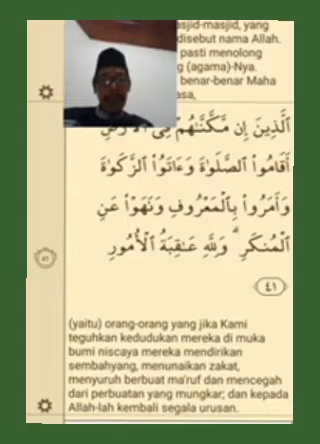 asjid-masjid, yang
disebut nama Allah.
pasti menolong
g (agama)-Nya.
benar-benar Maha
asa,
ٱلَّذِينَ إِن مَّكَّنَّٰهُمْ فِى ٱلْأَرْضِ
أَقَامُوا۟ ٱلصَّلَوٰةَ وَءَاتَوُا۟ ٱلزَّكَوٰةَ
وَأَمَرُوا۟ بِٱلْمَعْرُوفِ وَنَهَوْا۟ عَنِ
ٱلْمُنكَرِ ۗ وَلِلَّهِ عَٰقِبَةُ ٱلْأُمُورِ
٤١
41
(yaitu) orang-orang yang jika Kami
teguhkan kedudukan mereka di muka
bumi niscaya mereka mendirikan
sembahyang, menunaikan zakat,
menyuruh berbuat ma'ruf dan mencegah
dari perbuatan yang mungkar; dan kepada
Allah-lah kembali segala urusan.